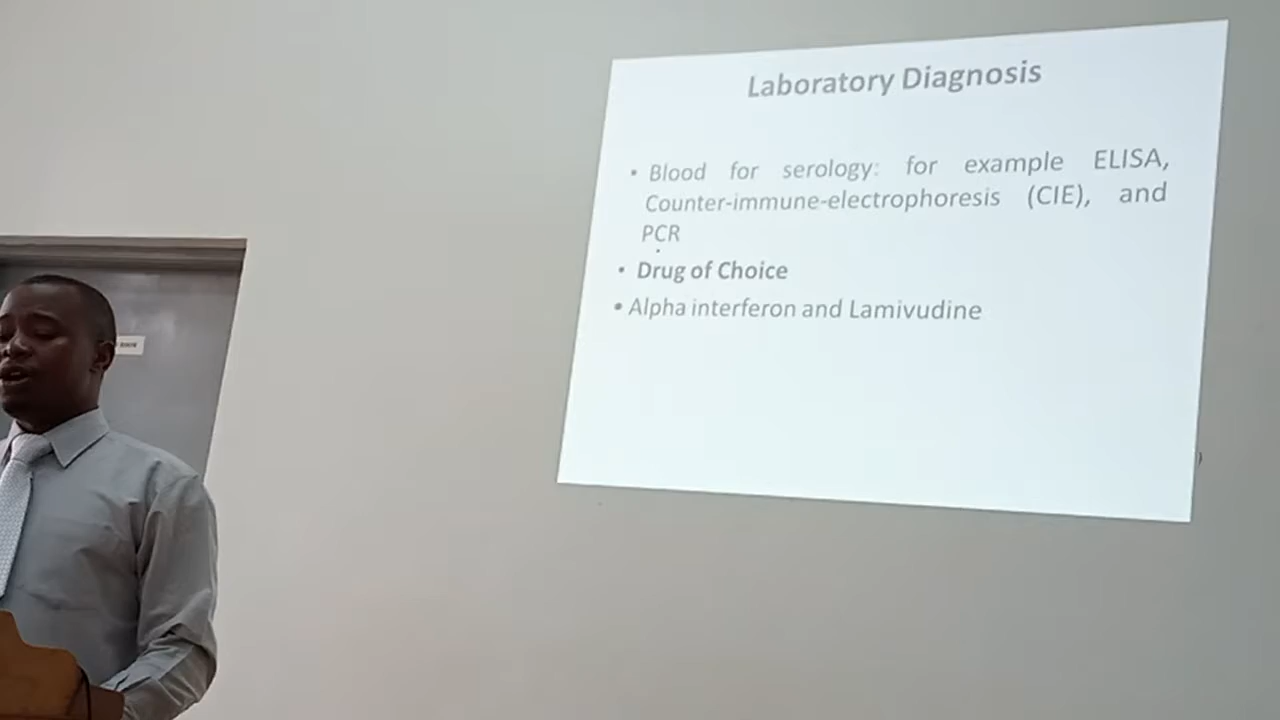 Laboratory Diagnosis
• Blood for serology: for example ELISA,
Counter-immune-electrophoresis (CIE), and
PCR
• Drug of Choice
• Alpha interferon and Lamivudine